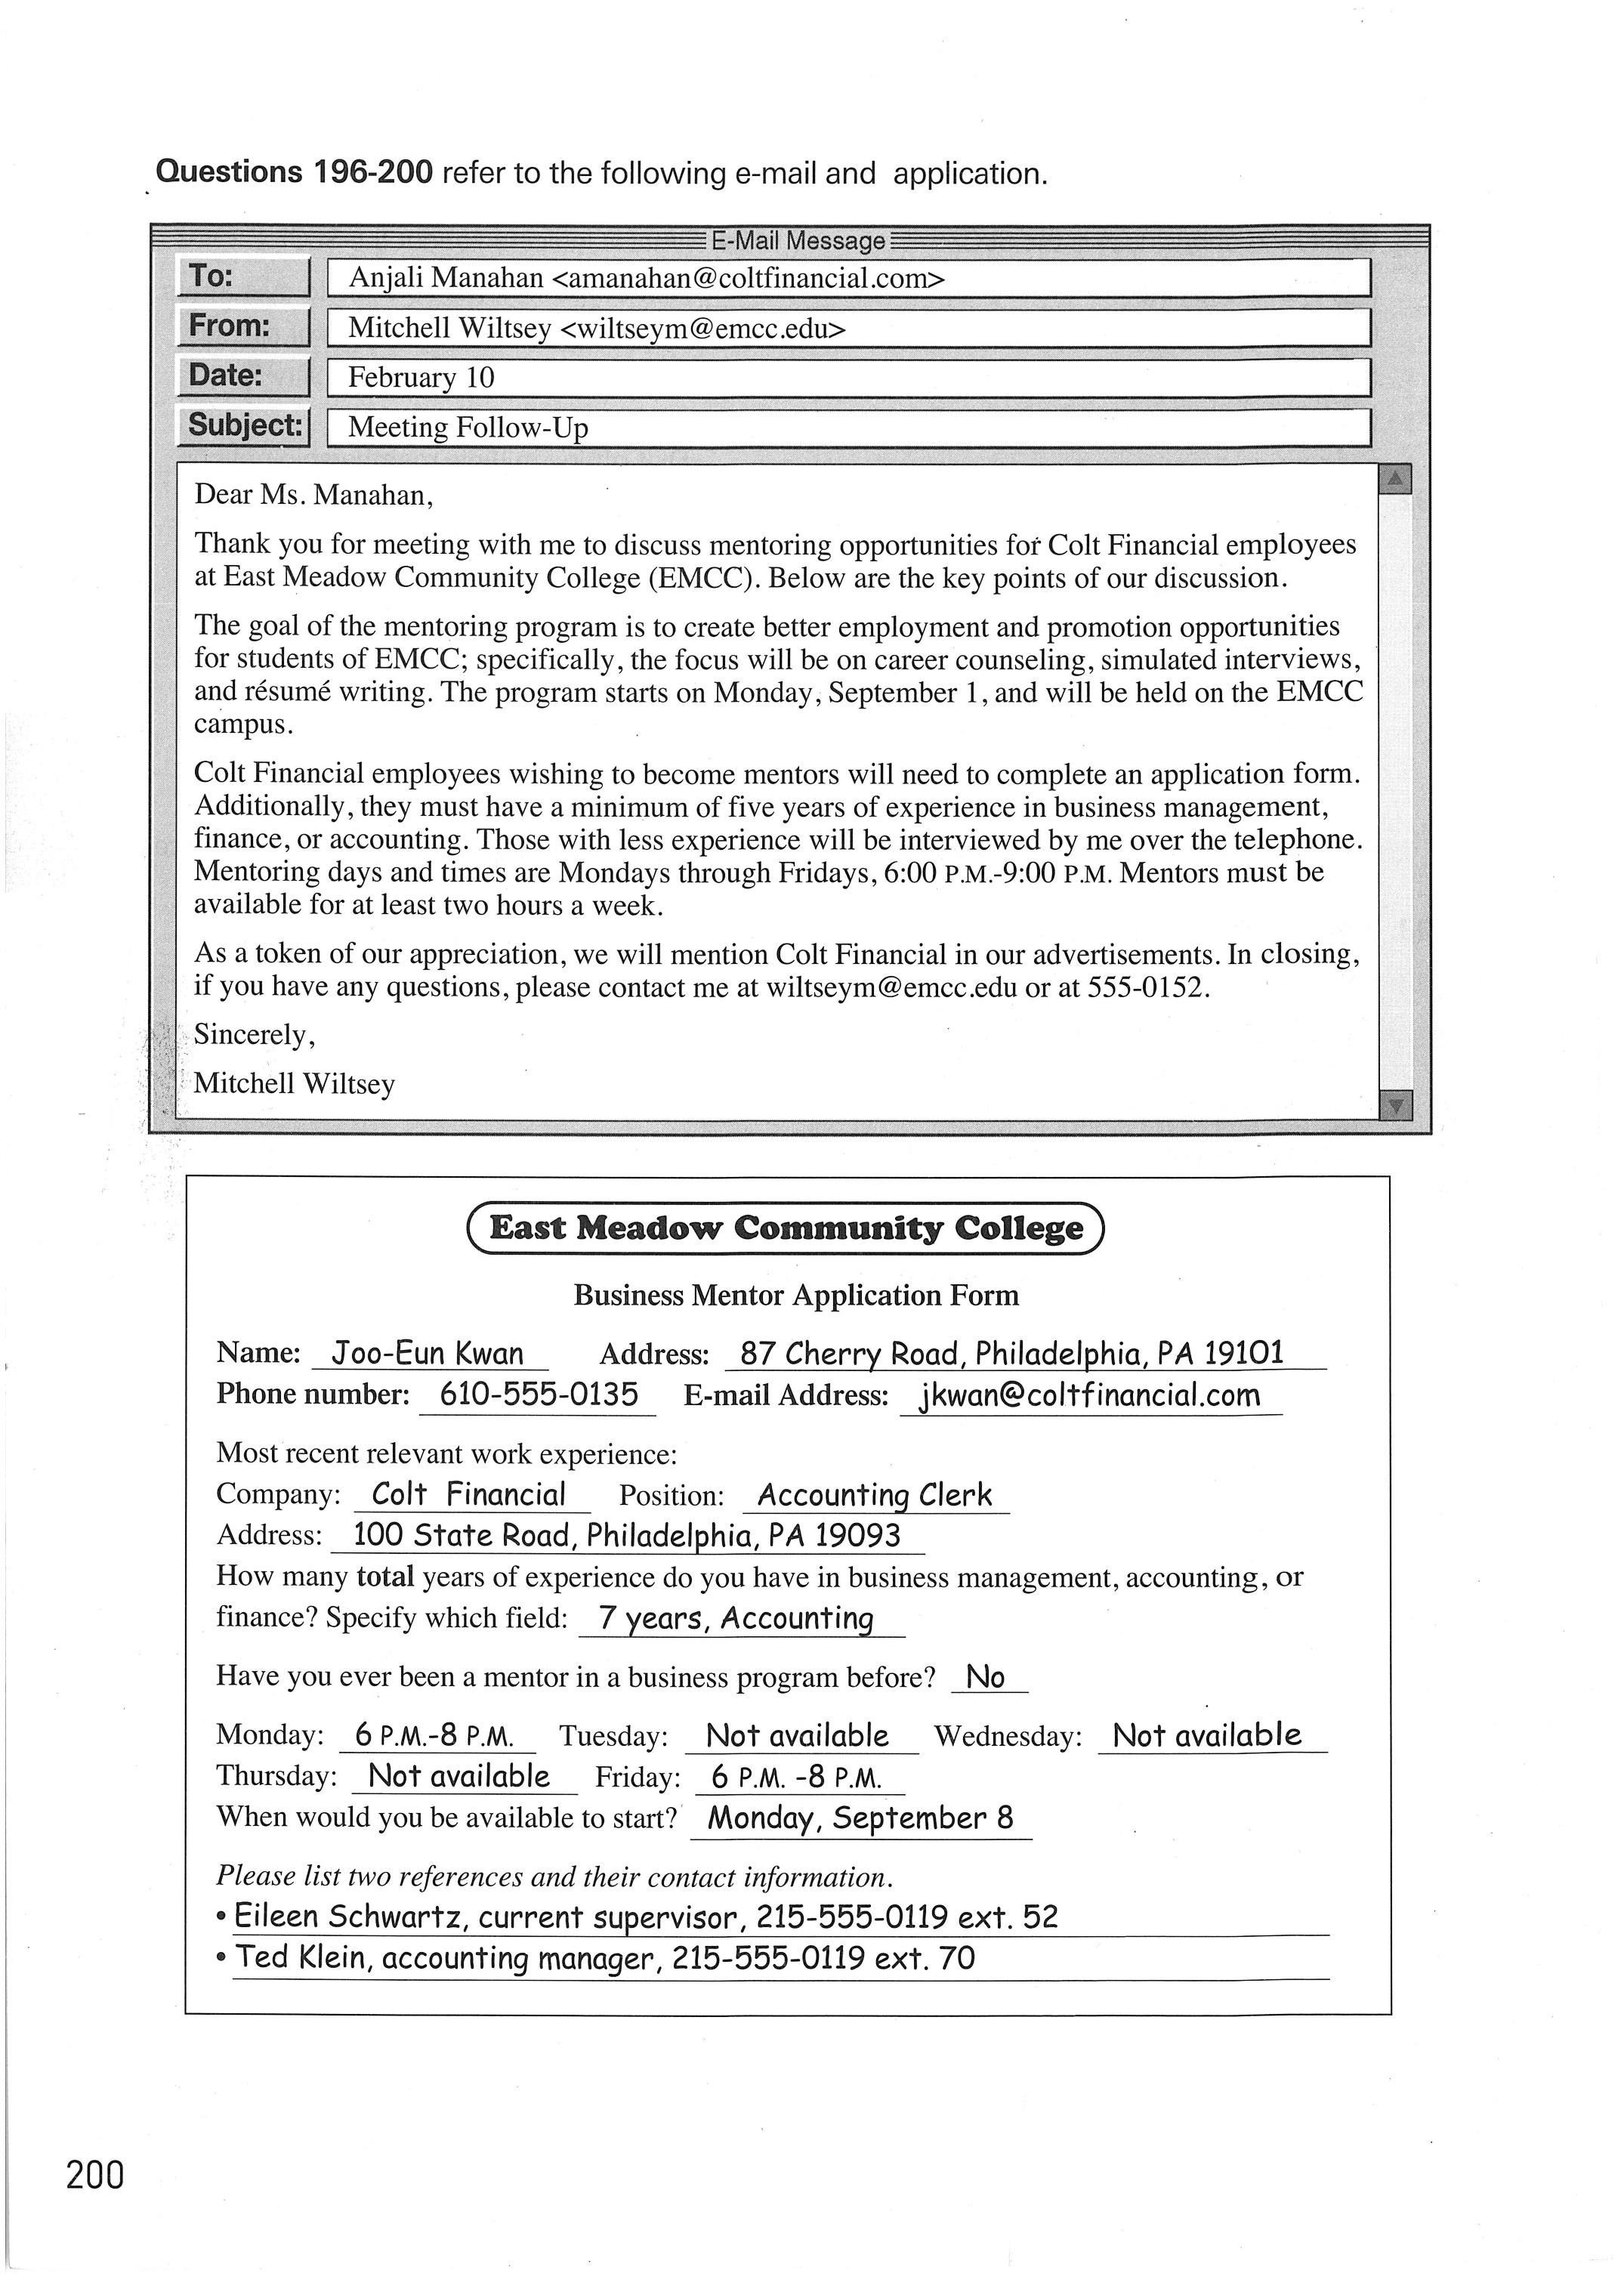 Questions 196-200 refer to the following e-mail and application.
E-Mail Message
To: Anjali Manahan <amanahan@coltfinancial.com>
From: Mitchell Wiltsey <wiltseym@emcc.edu>
Date: February 10
Subject: Meeting Follow-Up
Dear Ms. Manahan,
Thank you for meeting with me to discuss mentoring opportunities for Colt Financial employees
at East Meadow Community College (EMCC). Below are the key points of our discussion.
The goal of the mentoring program is to create better employment and promotion opportunities
for students of EMCC; specifically, the focus will be on career counseling, simulated interviews,
and résumé writing. The program starts on Monday, September 1, and will be held on the EMCC
campus.
Colt Financial employees wishing to become mentors will need to complete an application form.
Additionally, they must have a minimum of five years of experience in business management,
finance, or accounting. Those with less experience will be interviewed by me over the telephone.
Mentoring days and times are Mondays through Fridays, 6:00 P.M.-9:00 P.M. Mentors must be
available for at least two hours a week.
As a token of our appreciation, we will mention Colt Financial in our advertisements. In closing,
if you have any questions, please contact me at wiltseym@emcc.edu or at 555-0152.
Sincerely,
Mitchell Wiltsey
East Meadow Community College
Business Mentor Application Form
Name: Joo-Eun Kwan Address: 87 Cherry Road, Philadelphia, PA 19101
Phone number: 610-555-0135 E-mail Address: jkwan@coltfinancial.com
Most recent relevant work experience:
Company: Colt Financial Position: Accounting Clerk
Address: 100 State Road, Philadelphia, PA 19093
How many total years of experience do you have in business management, accounting, or
finance? Specify which field: 7 years, Accounting
Have you ever been a mentor in a business program before? No
Monday: 6 P.M.-8 P.M. Tuesday: Not available Wednesday: Not available
Thursday: Not available Friday: 6 P.M. -8 P.M.
When would you be available to start? Monday, September 8
Please list two references and their contact information.
• Eileen Schwartz, current supervisor, 215-555-0119 ext. 52
• Ted Klein, accounting manager, 215-555-0119 ext. 70
200